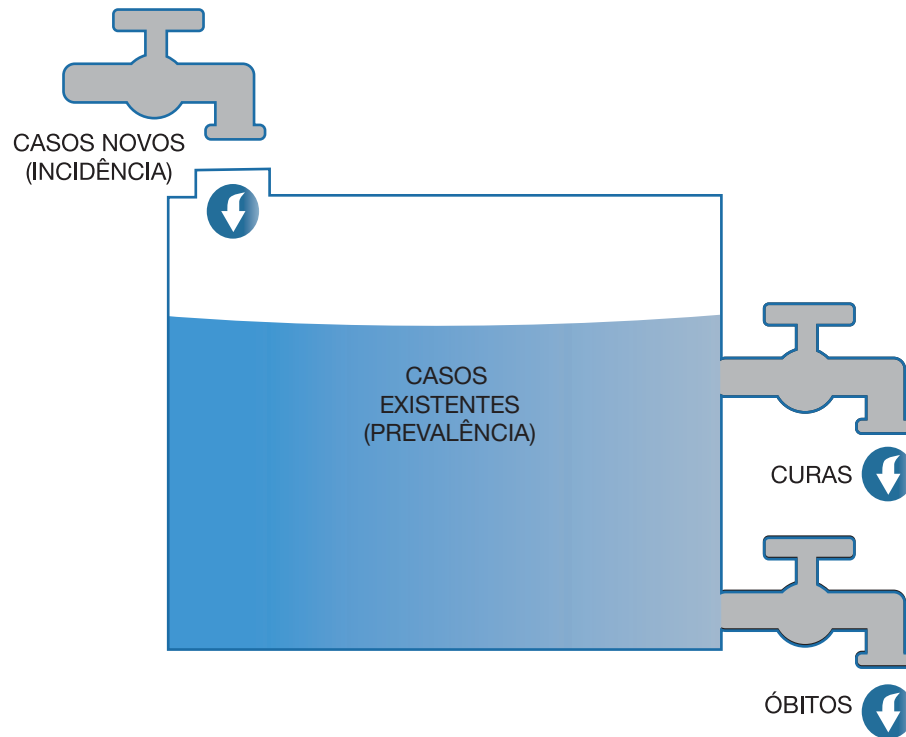 CASOS NOVOS
(INCIDÊNCIA)
CASOS
EXISTENTES
(PREVALÊNCIA)
CURAS
ÓBITOS